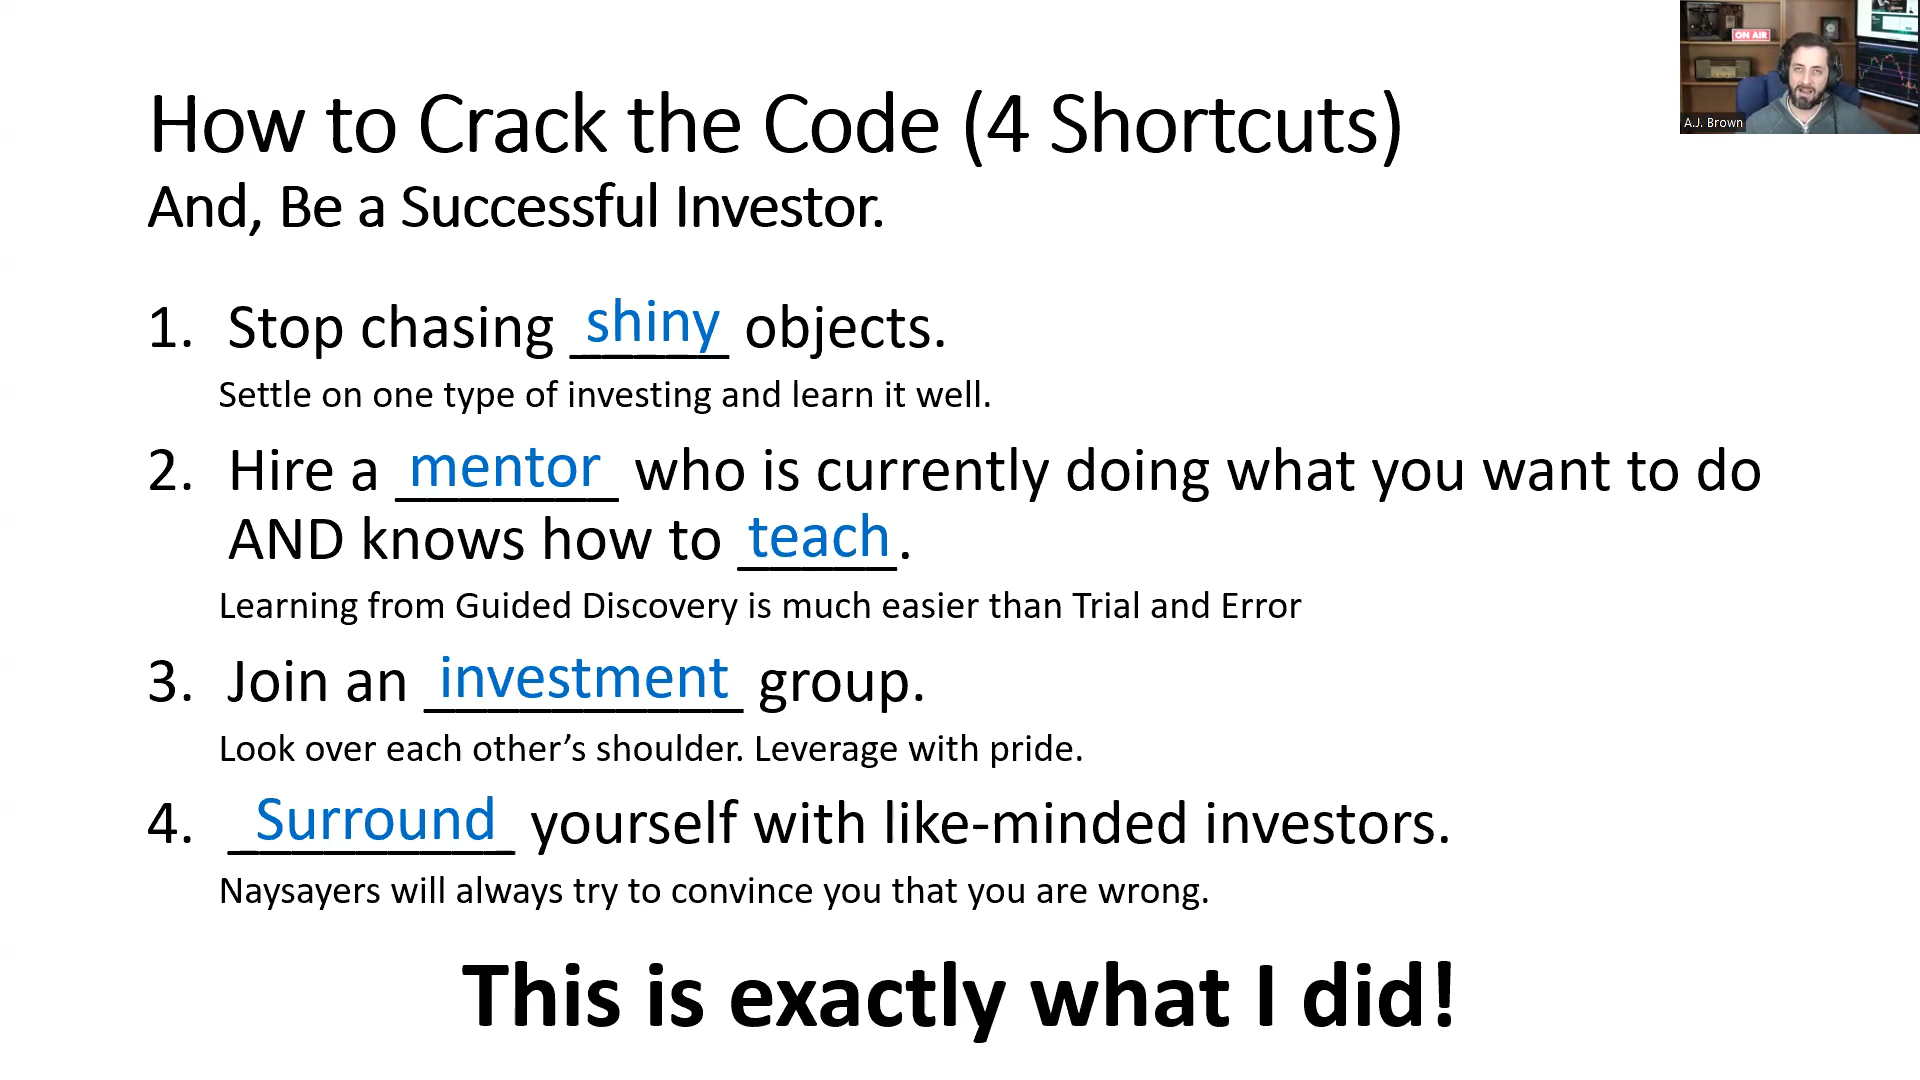 How to Crack the Code (4 Shortcuts)
And, Be a Successful Investor.
ON AIR
A.J. Brown
1. Stop chasing shiny objects.
Settle on one type of investing and learn it well.
2. Hire a mentor who is currently doing what you want to do
AND knows how to teach.
Learning from Guided Discovery is much easier than Trial and Error
3. Join an investment group.
Look over each other’s shoulder. Leverage with pride.
4. Surround yourself with like-minded investors.
Naysayers will always try to convince you that you are wrong.
This is exactly what I did!